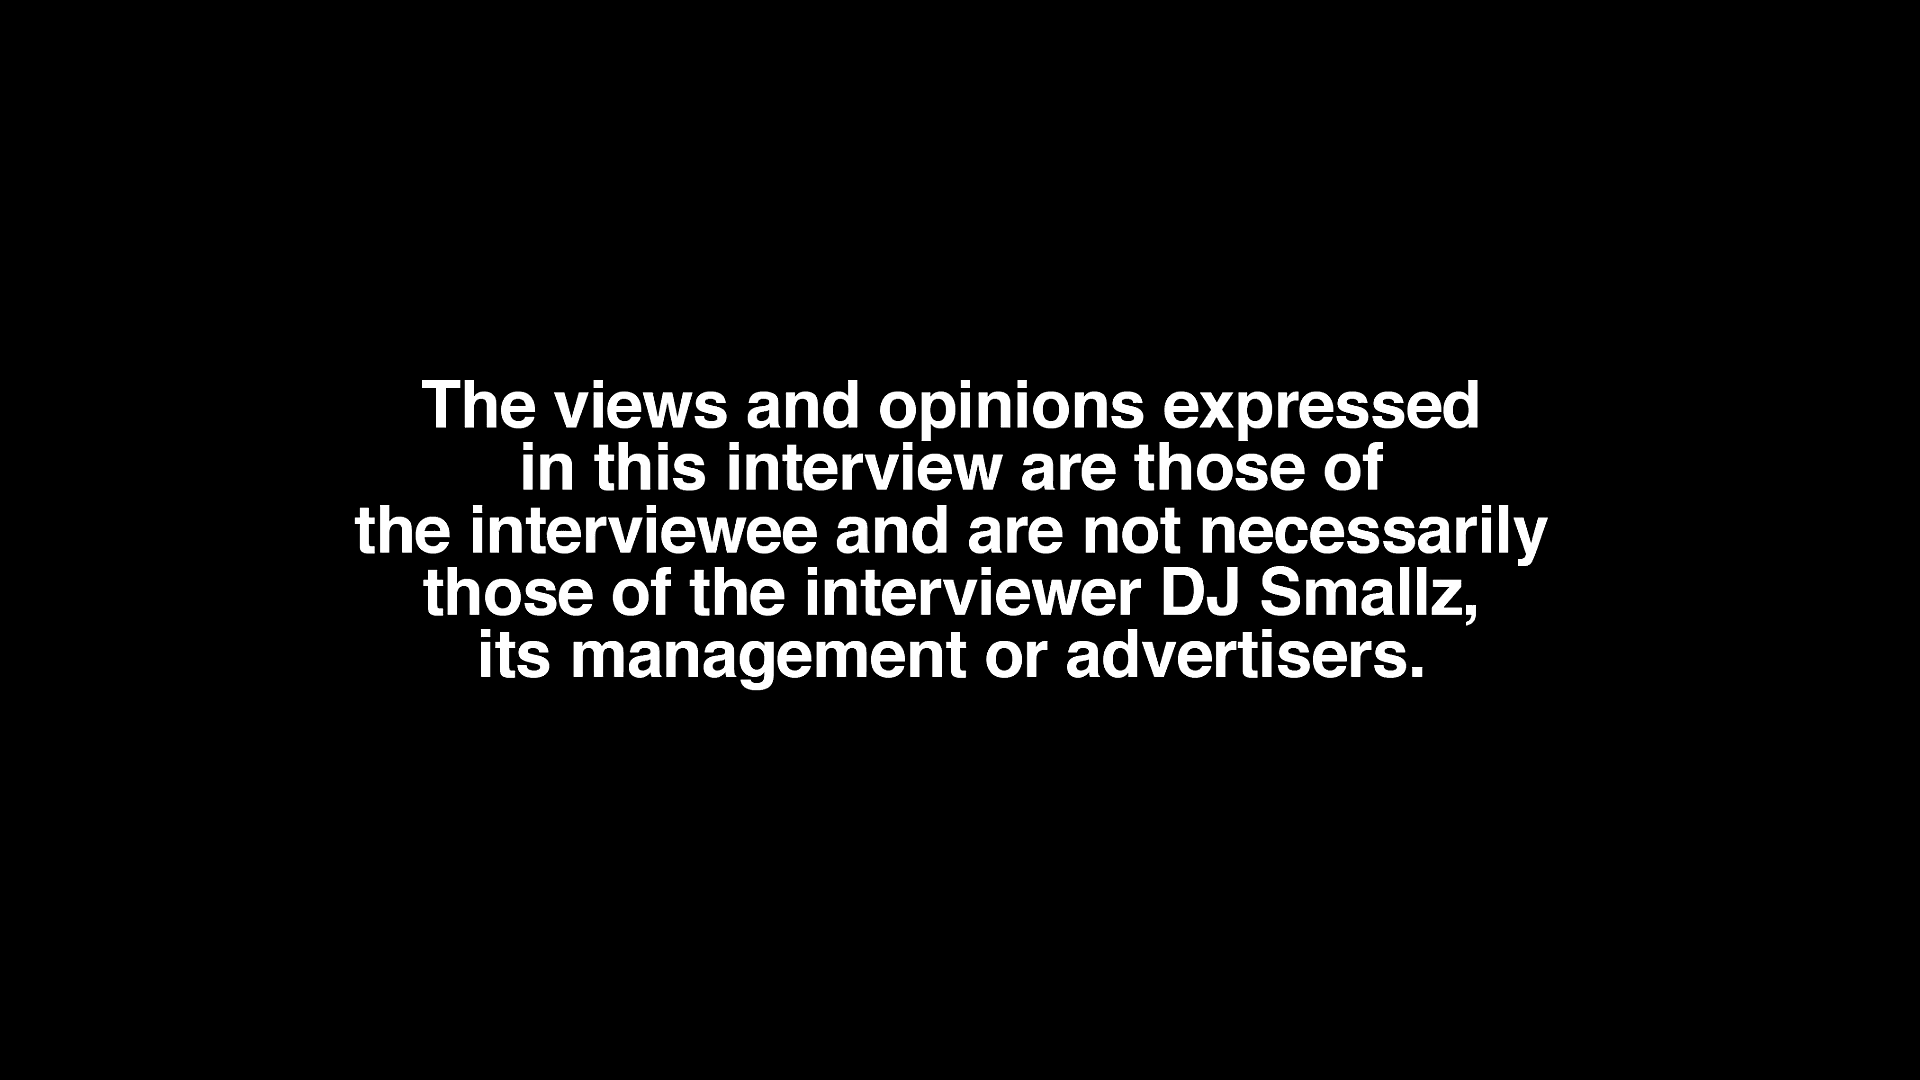 The views and opinions expressed
in this interview are those of
the interviewee and are not necessarily
those of the interviewer DJ Smallz,
its management or advertisers.